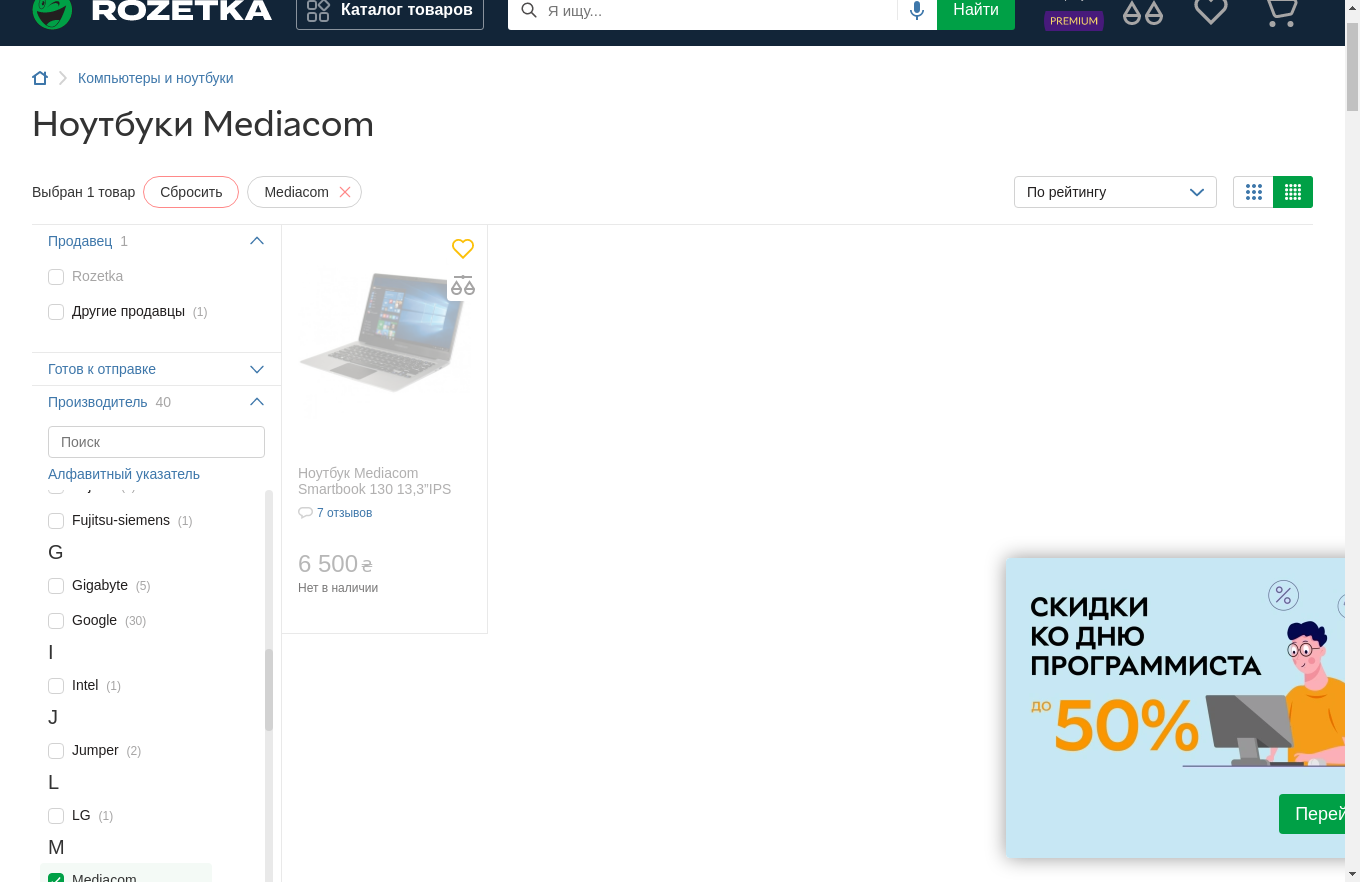 ROZETKA
Каталог товаров
Я ищу...
Найти
PREMIUM
Компьютеры и ноутбуки
Ноутбуки Mediacom
Выбран 1 товар
Сбросить
Mediacom
По рейтингу
Продавец 1
Rozetka
Другие продавцы (1)
Готов к отправке
Производитель 40
Поиск
Алфавитный указатель
Fujitsu-siemens (1)
G
Gigabyte (5)
Google (30)
I
Intel (1)
J
Jumper (2)
L
LG (1)
M
Mediacom
Ноутбук Mediacom
Smartbook 130 13,3”IPS
7 отзывов
6 500 ₴
Нет в наличии
СКИДКИ
КО ДНЮ
ПРОГРАММИСТА
ДО 50%
Перей